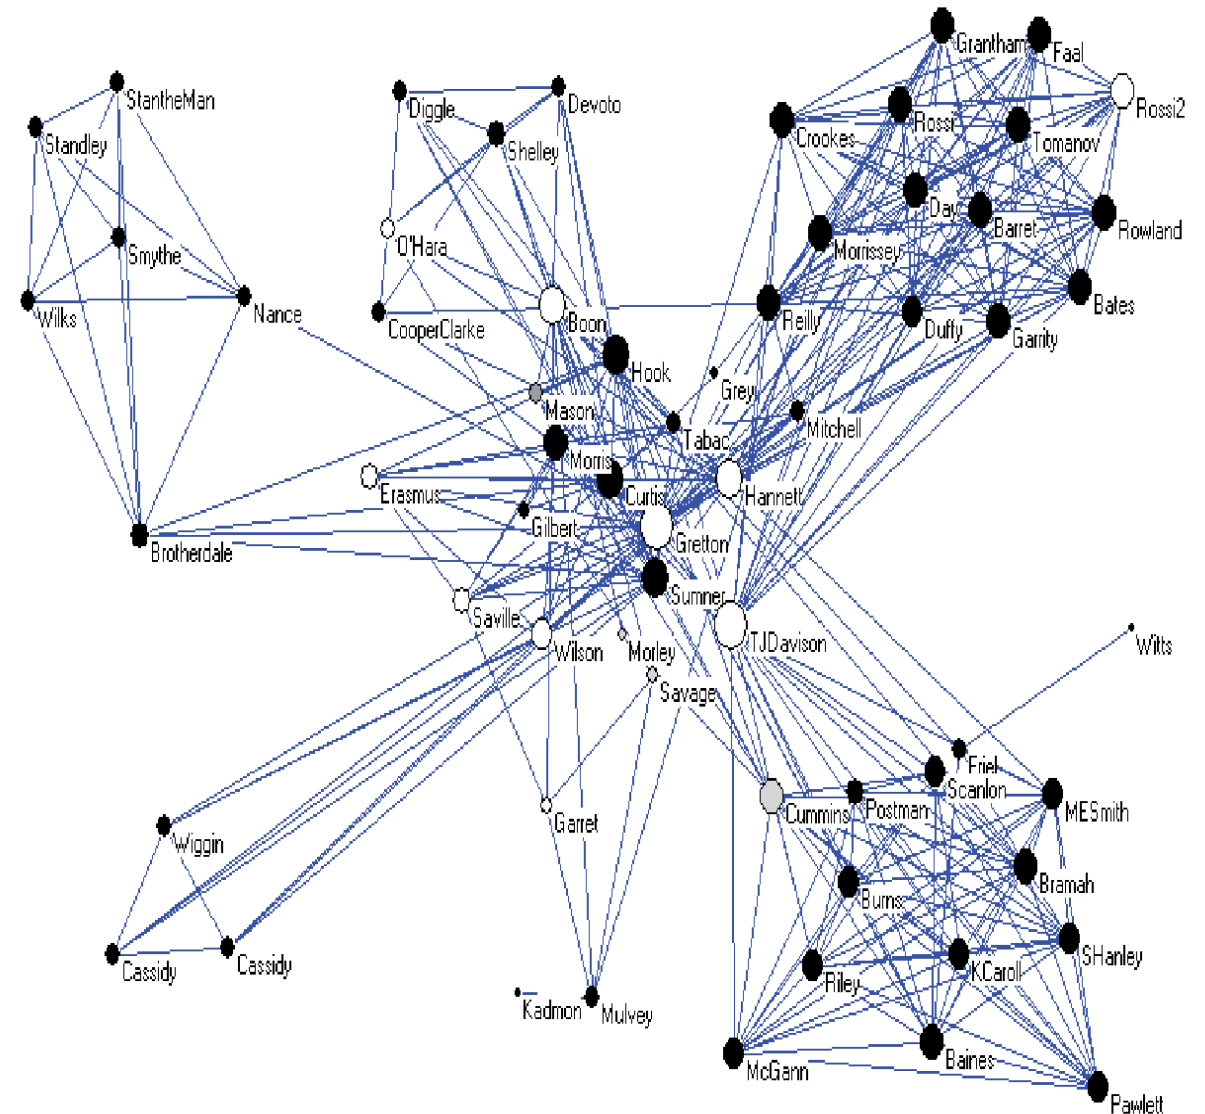 Grantham
Faal
StantheMan
Diggle
Devoto
Rossi2
Standley
Shelley
Crookes
Rossi
Tomanov
Day
Barret
Rowland
Smythe
O'Hara
Morrissey
Wilks
Nance
CooperClarke
Boon
Reilly
Duffy
Garrity
Bates
Hook
Grey
Mason
Tabac
Mitchell
Morris
Erasmus
Curtis
Hannett
Gilbert
Gretton
Brotherdale
Sumner
Saville
Wilson
Morley
TJDavison
Witts
Savage
Friel
Scanlon
Cummins
Postman
MESmith
Garret
Wiggin
Burns
Bramah
Cassidy
Cassidy
Riley
KCaroll
SHanley
Kadmon
Mulvey
McGann
Baines
Pawlett